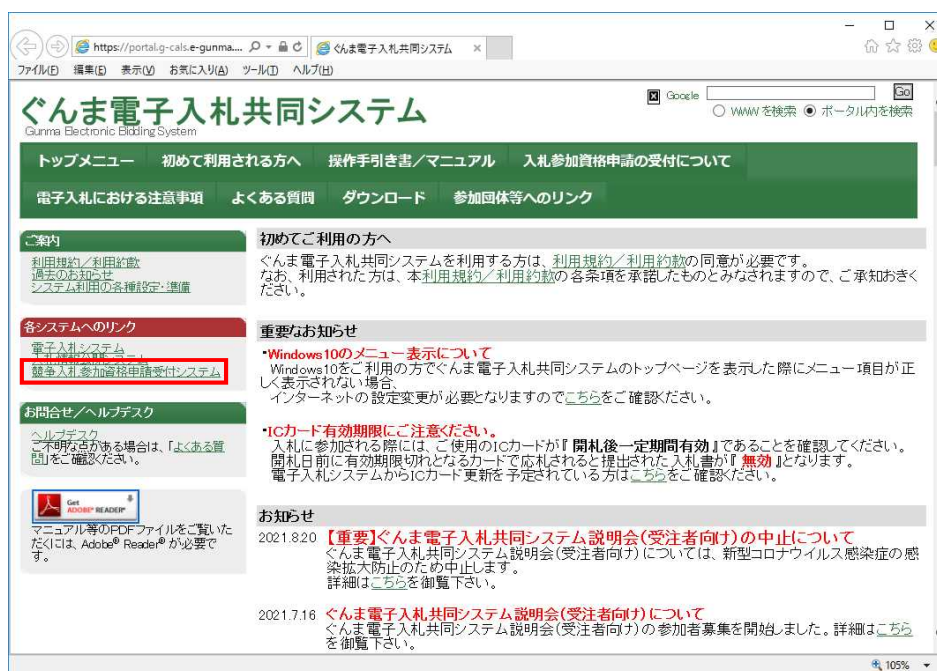 https://portal.g-cals.e-gunma....
ぐんま電子入札共同システム
ファイル(F) 編集(E) 表示(V) お気に入り(A) ツール(T) ヘルプ(H)
ぐんま電子入札共同システム
Gunma Electronic Bidding System
Google
Go
WWWを検索 ポータル内を検索
トップメニュー 初めて利用される方へ 操作手引き書/マニュアル 入札参加資格申請の受付について
電子入札における注意事項 よくある質問 ダウンロード 参加団体等へのリンク
ご案内
利用規約/利用約款
過去のお知らせ
システム利用の各種設定・準備
各システムへのリンク
電子入札システム
競争入札参加資格申請受付システム
お問合せ/ヘルプデスク
ヘルプデスク
ご不明な点がある場合は、「よくある質
問」をご確認ください。
Get
ADOBE® READER®
マニュアル等のPDFファイルをご覧いた
だくには、Adobe® Reader® が必要で
す。
初めてご利用の方へ
ぐんま電子入札共同システムを利用する方は、利用規約/利用約款の同意が必要です。
なお、利用された方は、本利用規約/利用約款の各条項を承諾したものとみなされますので、ご承知おきく
ださい。
重要なお知らせ
・Windows10のメニュー表示について
Windows10をご利用の方でぐんま電子入札共同システムのトップページを表示した際にメニュー項目が正
しく表示されない場合、
インターネットの設定変更が必要となりますのでこちらをご確認ください。
・ICカード有効期限にご注意ください。
入札に参加される際には、ご使用のICカードが『開札後一定期間有効』であることを確認してください。
開札日前に有効期限切れとなるカードで応札されると提出された入札書が『無効』となります。
電子入札システムからICカード更新を予定されている方はこちらをご確認ください。
お知らせ
2021.8.20 【重要】ぐんま電子入札共同システム説明会(受注者向け)の中止について
ぐんま電子入札共同システム説明会(受注者向け)については、新型コロナウイルス感染症の感
染拡大防止のため中止します。
詳細はこちらを御覧下さい。
2021.7.16 ぐんま電子入札共同システム説明会(受注者向け)について
ぐんま電子入札共同システム説明会(受注者向け)の参加者募集を開始しました。詳細はこちら
を御覧下さい。
105%